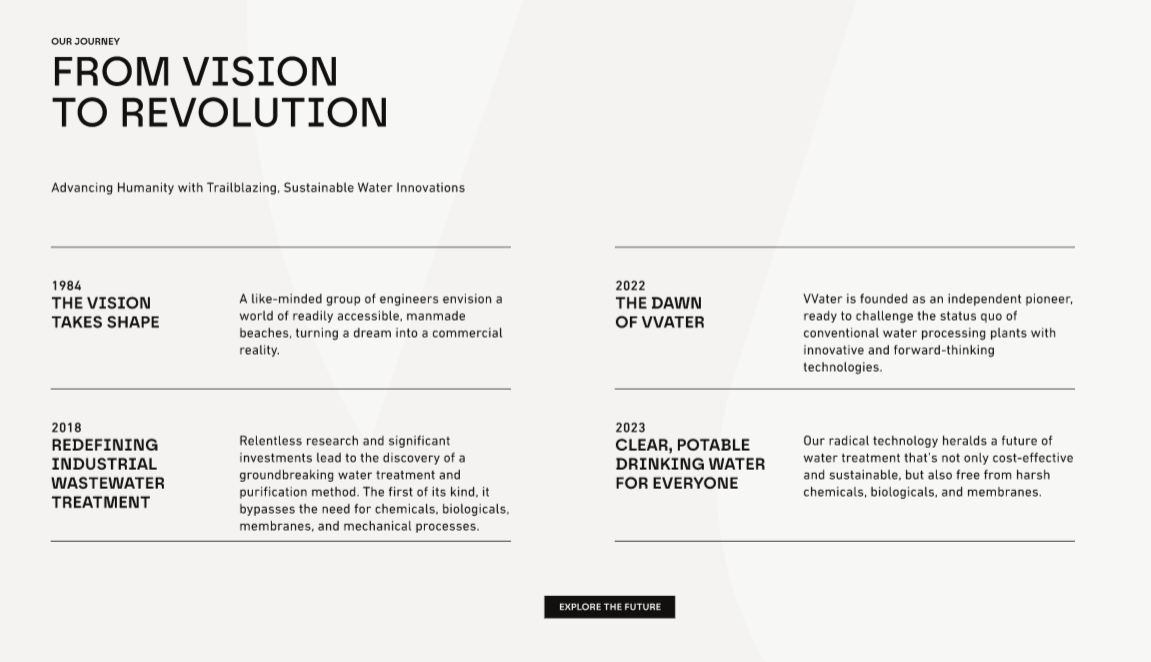 OUR JOURNEY
FROM VISION
TO REVOLUTION
Advancing Humanity with Trailblazing, Sustainable Water Innovations
1984
THE VISION
TAKES SHAPE
A like-minded group of engineers envision a
world of readily accessible, manmade
beaches, turning a dream into a commercial
reality.
2018
REDEFINING
INDUSTRIAL
WASTEWATER
TREATMENT
Relentless research and significant
investments lead to the discovery of a
groundbreaking water treatment and
purification method. The first of its kind, it
bypasses the need for chemicals, biologicals,
membranes, and mechanical processes.
2022
THE DAWN
OF VVATER
VVater is founded as an independent pioneer,
ready to challenge the status quo of
conventional water processing plants with
innovative and forward-thinking
technologies.
2023
CLEAR, POTABLE
DRINKING WATER
FOR EVERYONE
Our radical technology heralds a future of
water treatment that's not only cost-effective
and sustainable, but also free from harsh
chemicals, biologicals, and membranes.
EXPLORE THE FUTURE